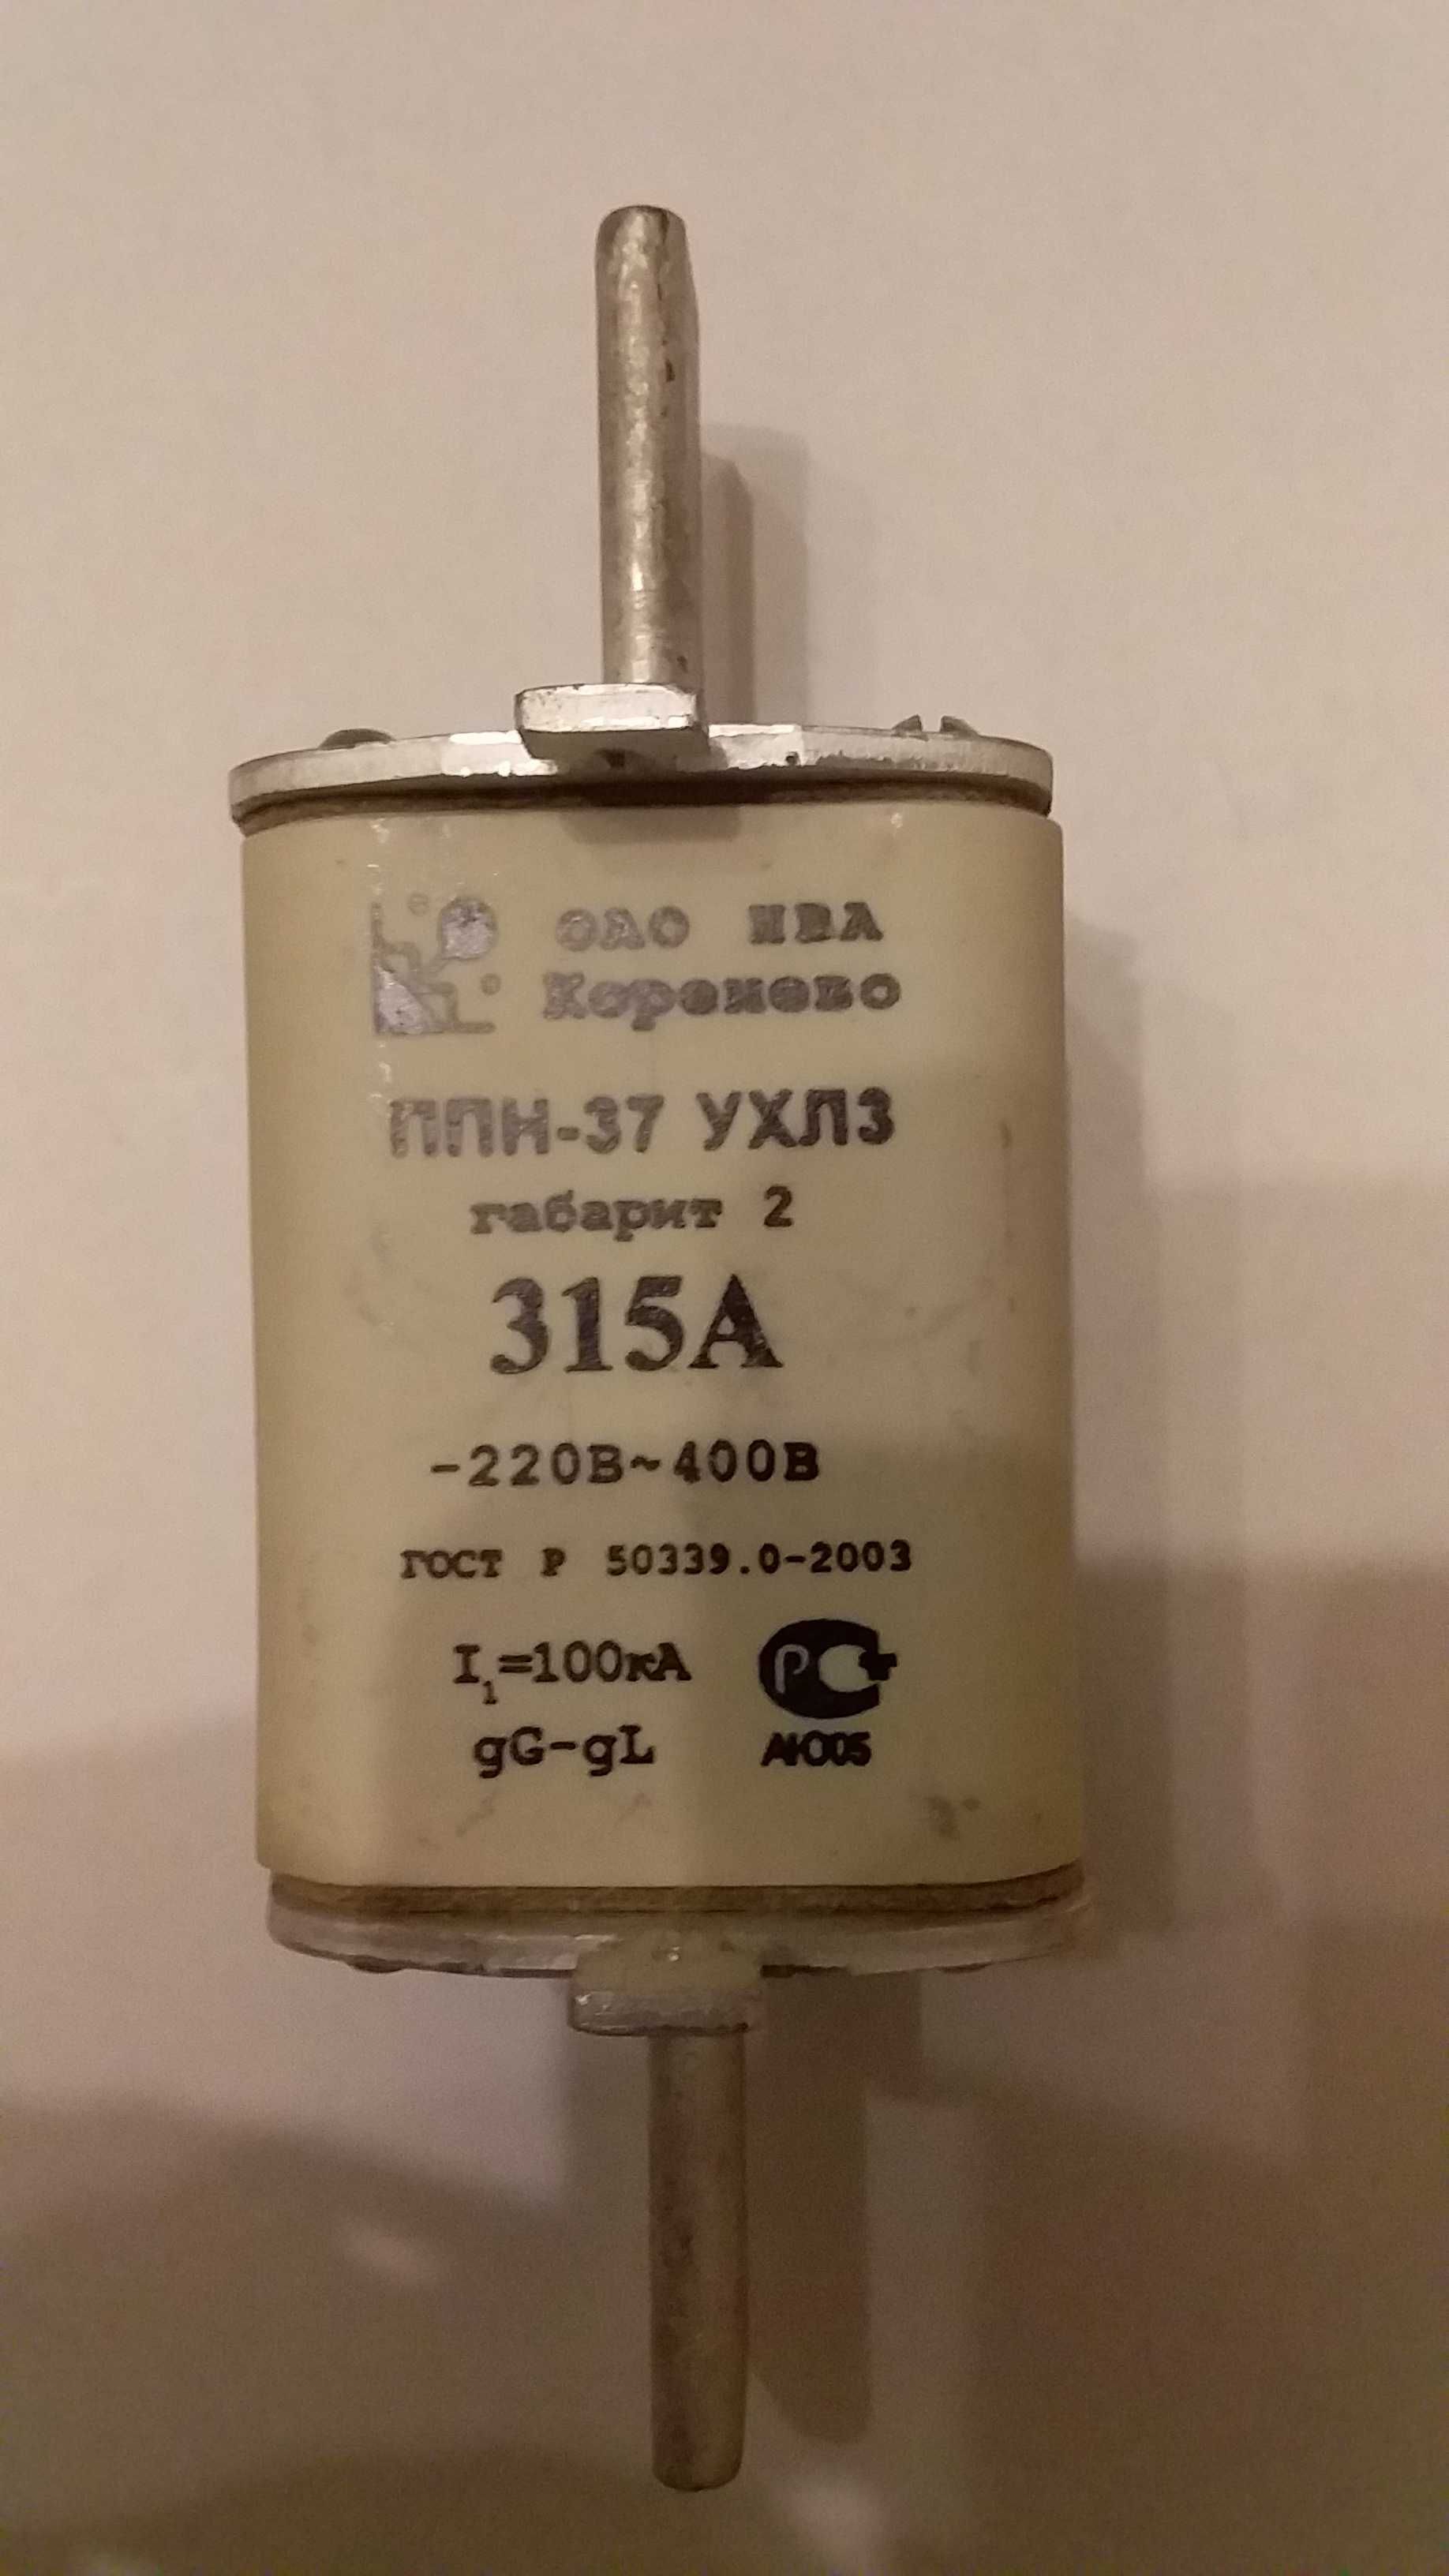 ОАО НВА
Коренево
ППН-37 УХЛ3
габарит 2
315А
-220В~400В
ГОСТ Р 50339.0-2003
I₁=100кА
gG-gL
РС
АЮ05